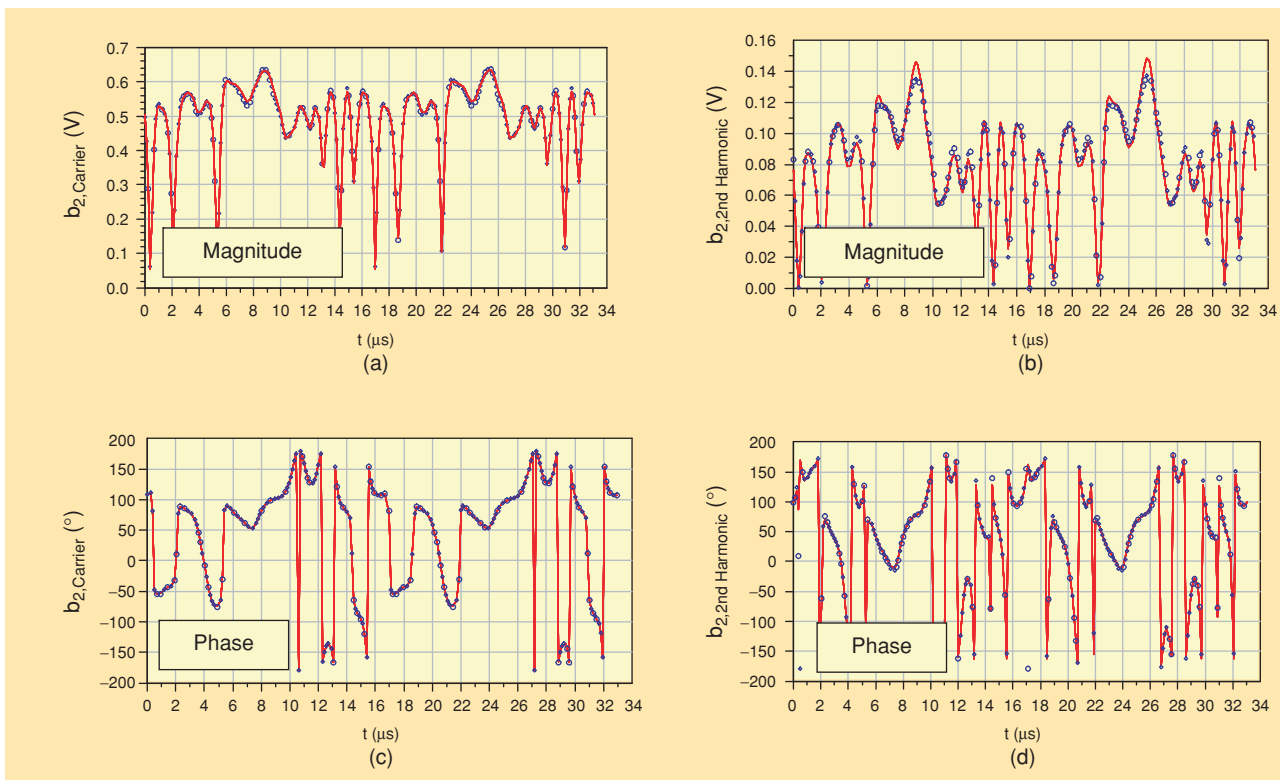 b2,Carrier (V)
0.7
0.6
0.5
0.4
0.3
0.2
0.1
0.0
Magnitude
0 2 4 6 8 10 12 14 16 18 20 22 24 26 28 30 32 34
t (μs)
(a)
b2,2nd Harmonic (V)
0.16
0.14
0.12
0.10
0.08
0.06
0.04
0.02
0.00
Magnitude
0 2 4 6 8 10 12 14 16 18 20 22 24 26 28 30 32 34
t (μs)
(b)
b2,Carrier (°)
200
150
100
50
0
−50
−100
−150
−200
Phase
0 2 4 6 8 10 12 14 16 18 20 22 24 26 28 30 32 34
t (μs)
(c)
b2,2nd Harmonic (°)
200
150
100
50
0
−50
−100
−150
−200
Phase
0 2 4 6 8 10 12 14 16 18 20 22 24 26 28 30 32 34
t (μs)
(d)